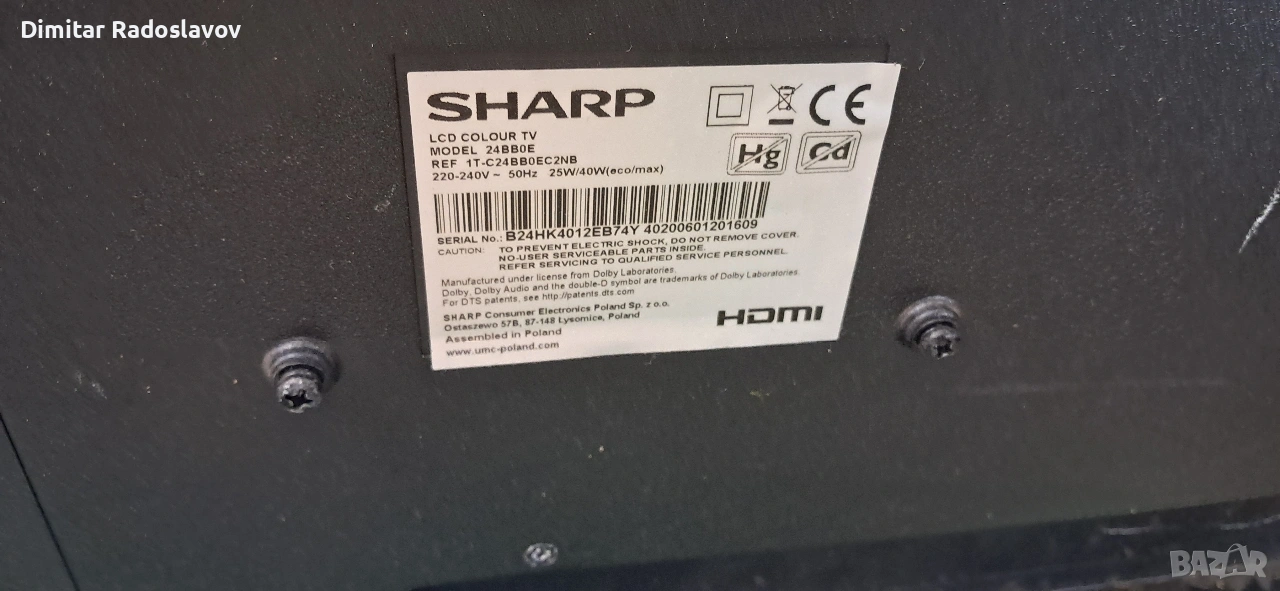 Dimitar Radoslavov
SHARP
CE
LCD COLOUR TV
MODEL 24BB0E
REF 1T-C24BB0EC2NB
220-240V ~ 50Hz 25W/40W(eco/max)
Hg Cd
SERIAL No.: B24HK4012EB74Y 40200601201609
CAUTION: TO PREVENT ELECTRIC SHOCK, DO NOT REMOVE COVER.
NO-USER SERVICEABLE PARTS INSIDE.
REFER SERVICING TO QUALIFIED SERVICE PERSONNEL.
Manufactured under license from Dolby Laboratories.
Dolby, Dolby Audio and the double-D symbol are trademarks of Dolby Laboratories.
For DTS patents, see http://patents.dts.com
SHARP Consumer Electronics Poland Sp. z o.o.
Ostaszewo 57B, 87-148 Lysomice, Poland
Assembled in Poland
www.umc-poland.com
HDMI
BAZAR